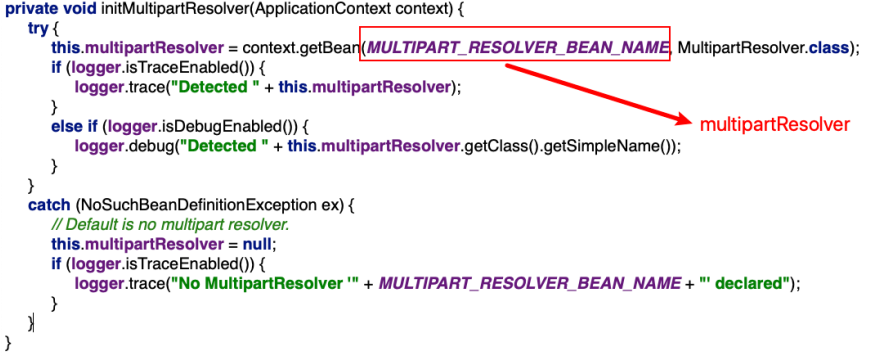 private void initMultipartResolver(ApplicationContext context) {
try {
this.multipartResolver = context.getBean(MULTIPART_RESOLVER_BEAN_NAME, MultipartResolver.class);
if (logger.isTraceEnabled()) {
logger.trace("Detected " + this.multipartResolver);
}
else if (logger.isDebugEnabled()) {
logger.debug("Detected " + this.multipartResolver.getClass().getSimpleName());
}
}
catch (NoSuchBeanDefinitionException ex) {
// Default is no multipart resolver.
this.multipartResolver = null;
if (logger.isTraceEnabled()) {
logger.trace("No MultipartResolver '" + MULTIPART_RESOLVER_BEAN_NAME + "' declared");
}
}
}
multipartResolver